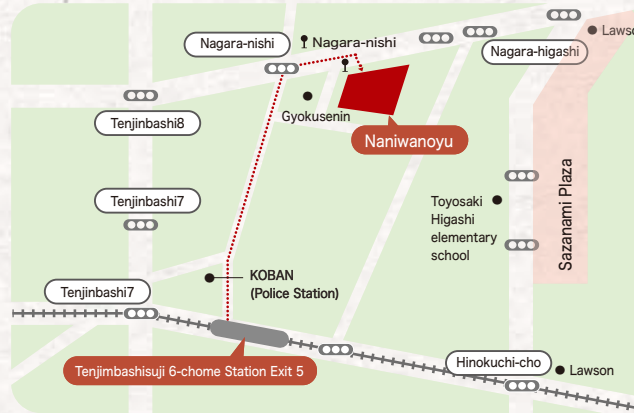 Lawson
Nagara-nishi
Nagara-nishi
Nagara-higashi
Tenjinbashi8
Gyokusenin
Naniwanoyu
Tenjinbashi7
Toyosaki
Higashi
elementary
school
Sazanami Plaza
KOBAN
(Police Station)
Tenjinbashi7
Tenjimbashisuji 6-chome Station Exit 5
Hinokuchi-cho
Lawson